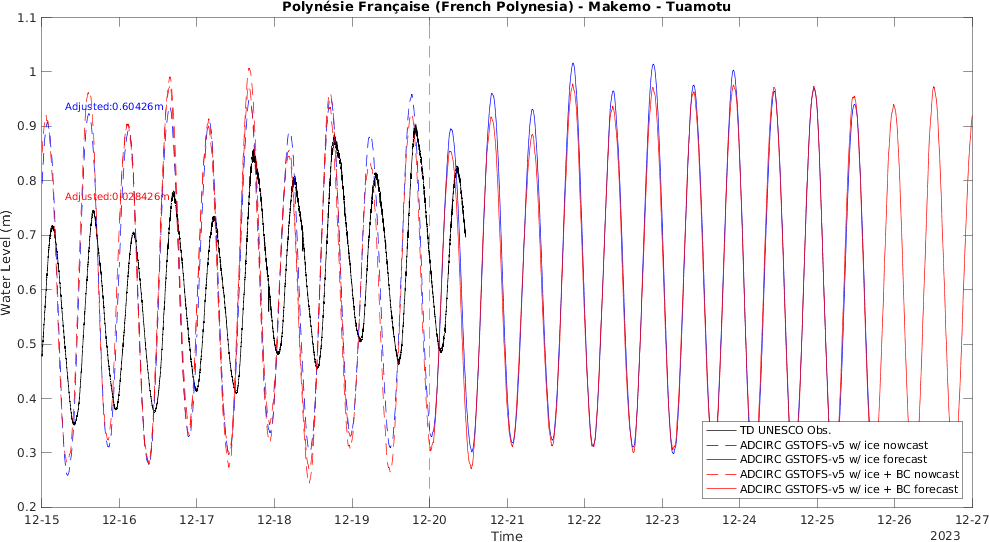 Polynésie Française (French Polynesia) - Makemo - Tuamotu
1.1
1
0.9
0.8
0.7
0.6
0.5
0.4
0.3
0.2
Water Level (m)
Adjusted:0.60426m
Adjusted:0.028426m
TD UNESCO Obs.
ADCIRC GSTOFS-v5 w/ ice nowcast
ADCIRC GSTOFS-v5 w/ ice forecast
ADCIRC GSTOFS-v5 w/ ice + BC nowcast
ADCIRC GSTOFS-v5 w/ ice + BC forecast
12-15 12-16 12-17 12-18 12-19 12-20 12-21 12-22 12-23 12-24 12-25 12-26 12-27
Time
2023